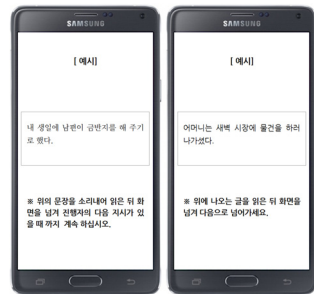 SAMSUNG
[ 예시]
내 생일에 남편이 금반지를 해 주기
로 했다.
※ 위의 문장을 소리내어 읽은 뒤 화
면을 넘겨 진행자의 다음 지시가 있
을 때 까지 계속 하십시오.
SAMSUNG
[ 예시]
어머니는 새벽 시장에 물건을 하러
나가셨다.
※ 위에 나오는 글을 읽은 뒤 화면을
넘겨 다음으로 넘어가세요.